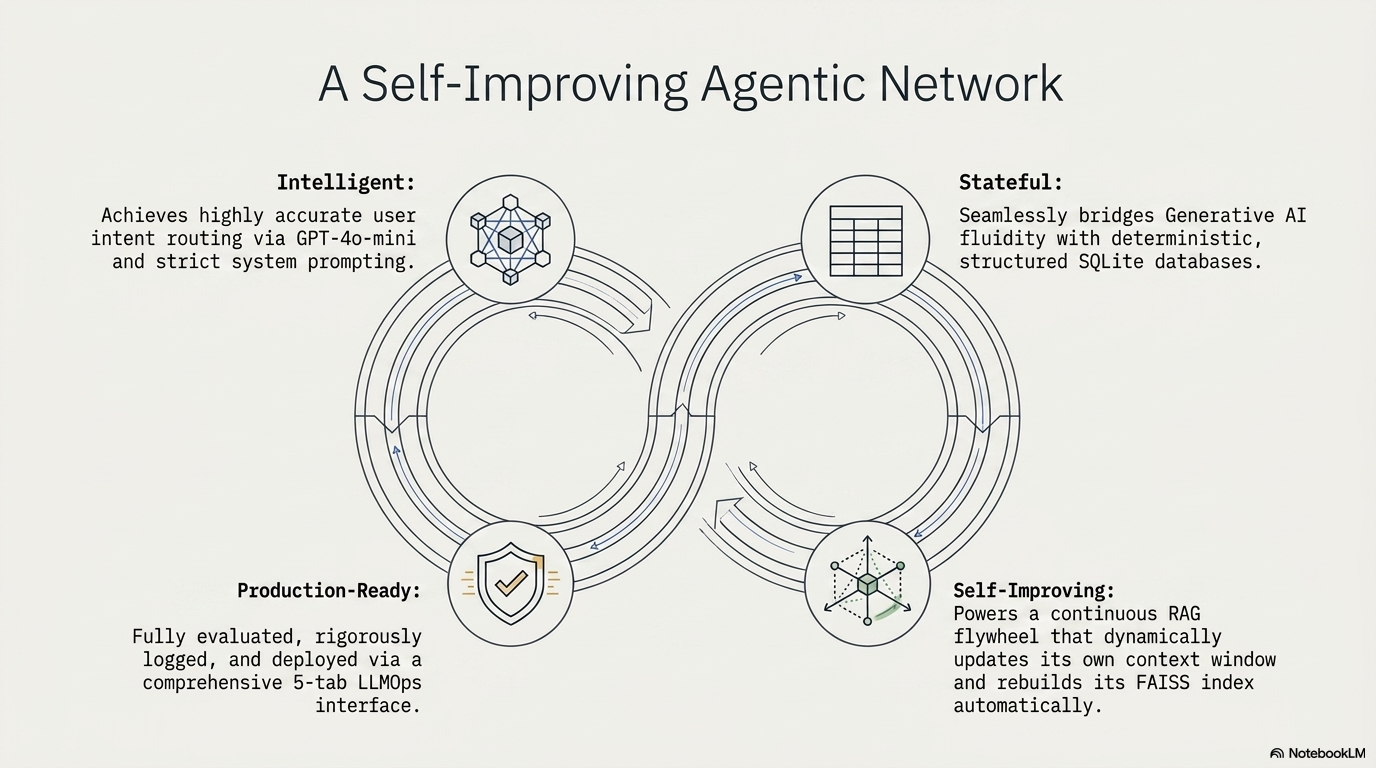 A Self-Improving Agentic Network
Intelligent:
Achieves highly accurate user
intent routing via GPT-4o-mini
and strict system prompting.
Stateful:
Seamlessly bridges Generative AI
fluidity with deterministic,
structured SQLite databases.
Production-Ready:
Fully evaluated, rigorously
logged, and deployed via a
comprehensive 5-tab LLMOps
interface.
Self-Improving:
Powers a continuous RAG
flywheel that dynamically
updates its own context window
and rebuilds its FAISS index
automatically.
NotebookLM